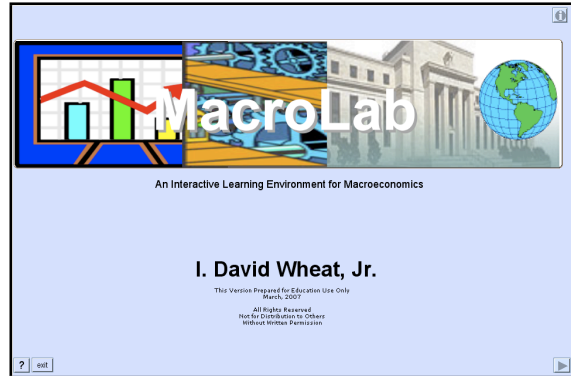 MacroLab
An Interactive Learning Environment for Macroeconomics
I. David Wheat, Jr.
This Version Prepared for Education Use Only
March, 2007
All Rights Reserved
Not for Distribution to Others
Without Written Permission
? exit